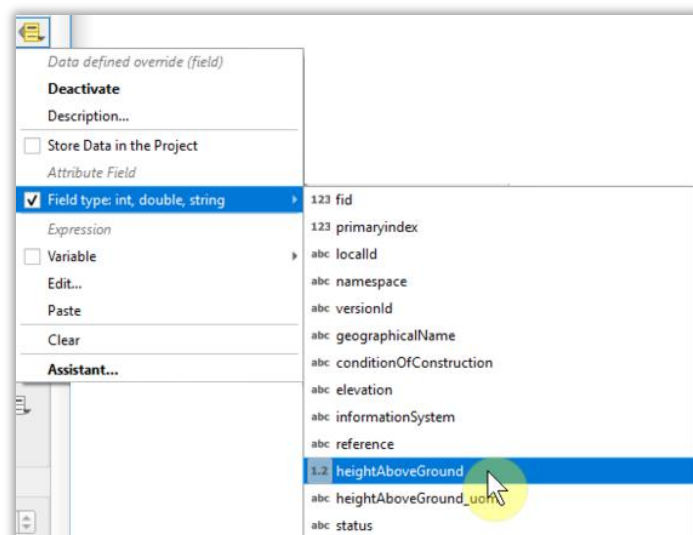 Data defined override (field)
Deactivate
Description...
Store Data in the Project
Attribute Field
Field type: int, double, string
Expression
Variable
Edit...
Paste
Clear
Assistant...
123 fid
123 primaryindex
abc localId
abc namespace
abc versionId
abc geographicalName
abc conditionOfConstruction
abc elevation
abc informationSystem
abc reference
1.2 heightAboveGround
abc heightAboveGround_uom
abc status